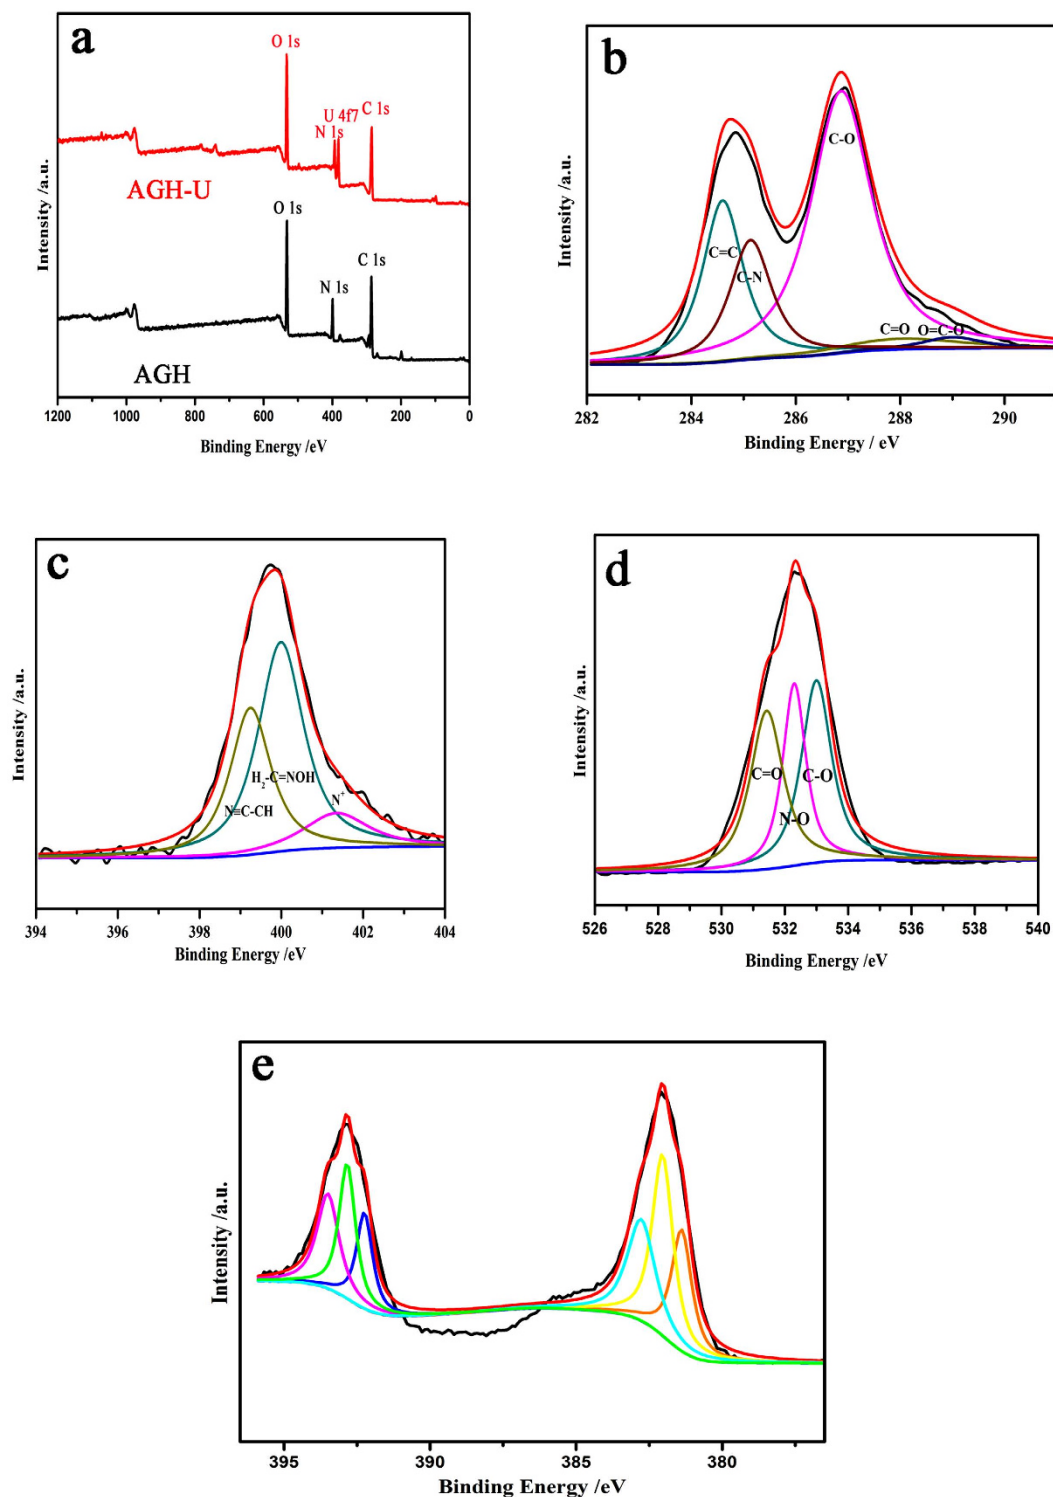 a
O 1s
U 4f7
C 1s
N 1s
AGH-U
O 1s
C 1s
N 1s
AGH
Intensity /a.u.
1200 1000 800 600 400 200 0
Binding Energy /eV
b
C-O
C=C
C-N
C=O O=C-O
Intensity /a.u.
282 284 286 288 290
Binding Energy / eV
c
H2-C=NOH
N≡C-CH
N+
Intensity /a.u.
394 396 398 400 402 404
Binding Energy /eV
d
C=O
C-O
N-O
Intensity /a.u.
526 528 530 532 534 536 538 540
Binding Energy /eV
e
Intensity /a.u.
395 390 385 380
Binding Energy /eV